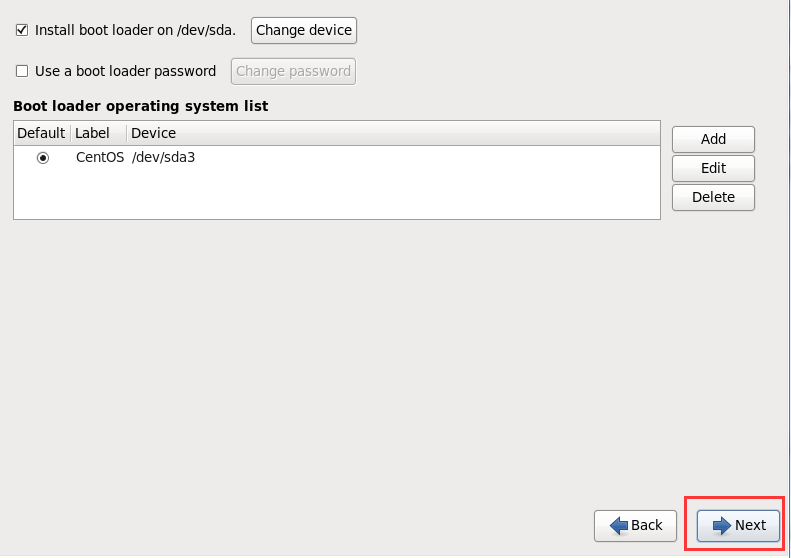 Install boot loader on /dev/sda. Change device
Use a boot loader password Change password
Boot loader operating system list
Default Label Device
CentOS /dev/sda3
Add
Edit
Delete
Back Next